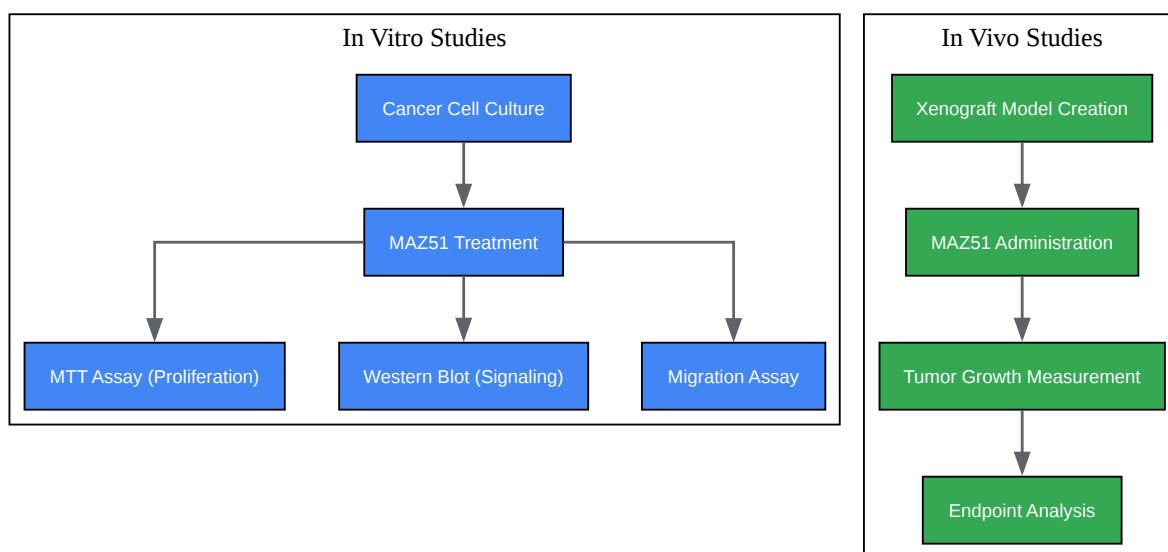 In Vitro Studies
Cancer Cell Culture
MAZ51 Treatment
MTT Assay (Proliferation)
Western Blot (Signaling)
Migration Assay
In Vivo Studies
Xenograft Model Creation
MAZ51 Administration
Tumor Growth Measurement
Endpoint Analysis